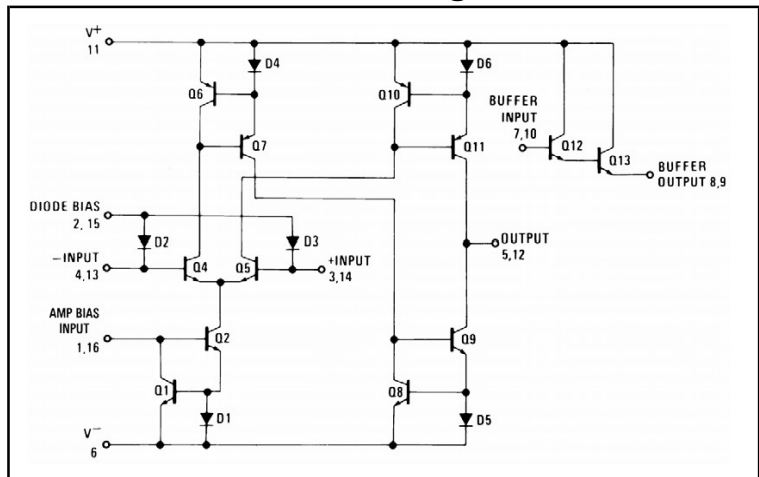 V+
11
D4
D6
Q6
Q10
BUFFER
INPUT
7,10
Q7
Q11
Q12
Q13
BUFFER
OUTPUT 8,9
DIODE BIAS
2, 15
D2
D3
–INPUT
4,13
Q4
Q5
+INPUT
3,14
OUTPUT
5,12
AMP BIAS
INPUT
1,16
Q2
Q9
Q1
D1
Q8
D5
V–
6